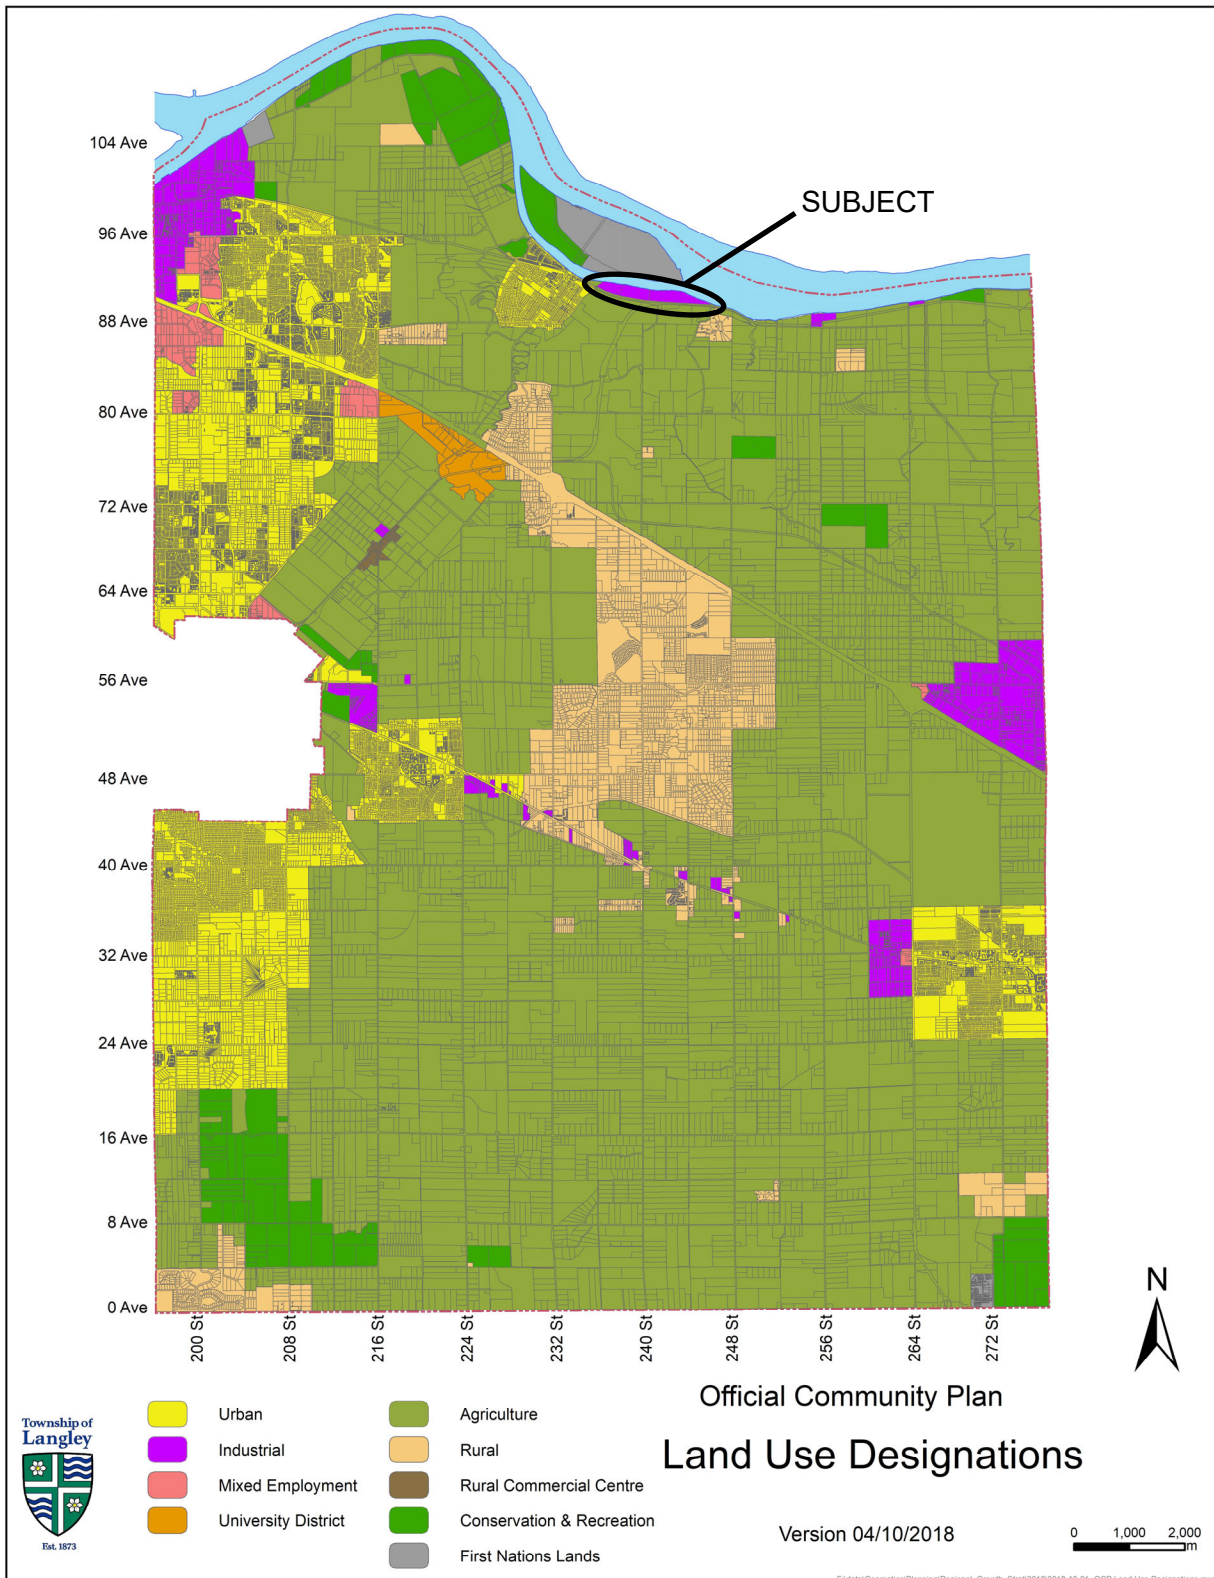 104 Ave
SUBJECT
96 Ave
88 Ave
80 Ave
72 Ave
64 Ave
56 Ave
48 Ave
40 Ave
32 Ave
24 Ave
16 Ave
8 Ave
0 Ave
200 St
208 St
216 St
224 St
232 St
240 St
248 St
256 St
264 St
272 St
N
Township of
Langley
Est. 1873
Urban
Industrial
Mixed Employment
University District
Agriculture
Rural
Rural Commercial Centre
Conservation & Recreation
First Nations Lands
Official Community Plan
Land Use Designations
Version 04/10/2018
0 1,000 2,000
m